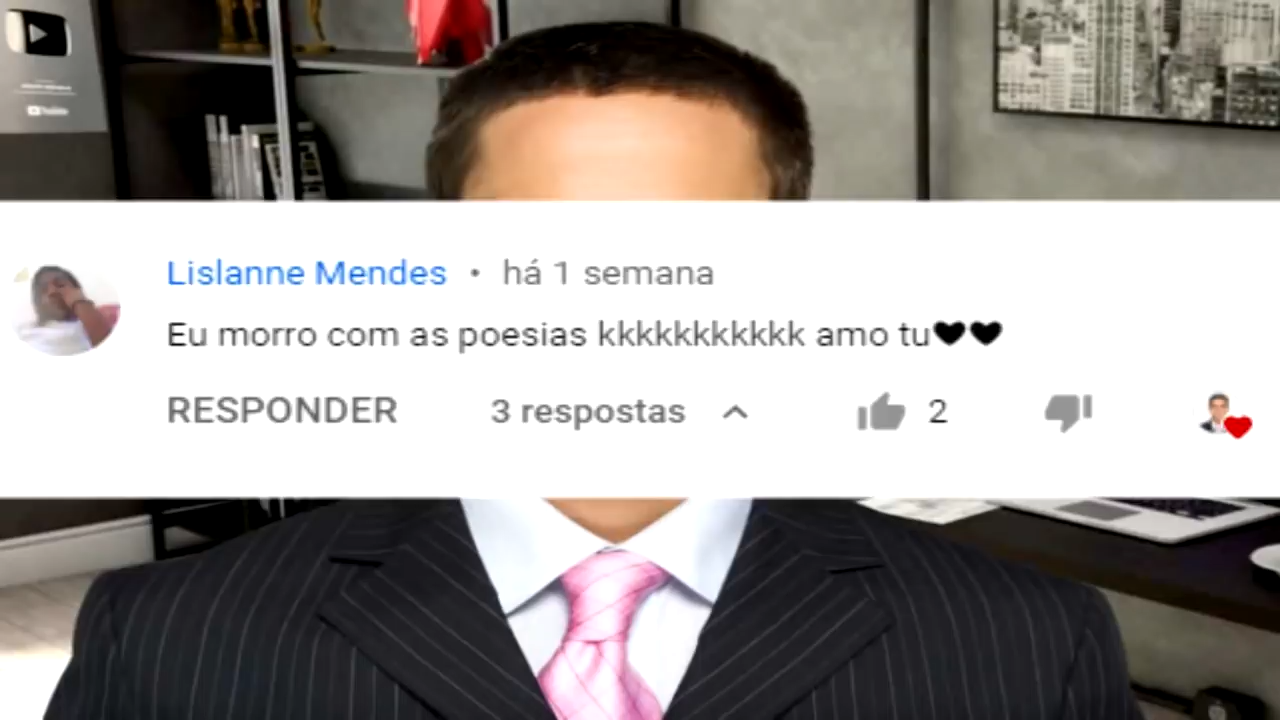 Lislanne Mendes • há 1 semana
Eu morro com as poesias kkkkkkkkkkk amo tu🖤🖤
RESPONDER 3 respostas 2